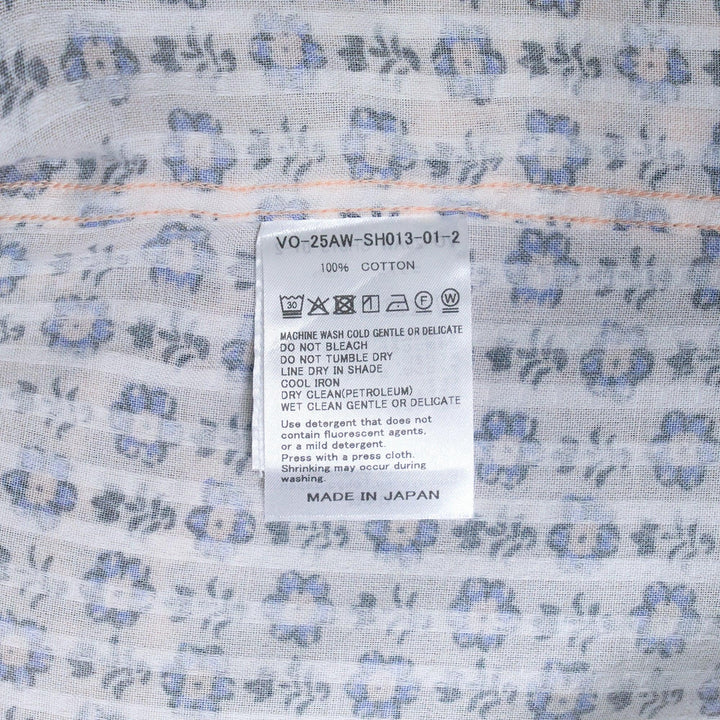 VO-25AW-SH013-01-2
100% COTTON
30 F W
MACHINE WASH COLD GENTLE OR DELICATE
DO NOT BLEACH
DO NOT TUMBLE DRY
LINE DRY IN SHADE
COOL IRON
DRY CLEAN(PETROLEUM)
WET CLEAN GENTLE OR DELICATE
Use detergent that does not
contain fluorescent agents,
or a mild detergent.
Press with a press cloth.
Shrinking may occur during
washing.
MADE IN JAPAN